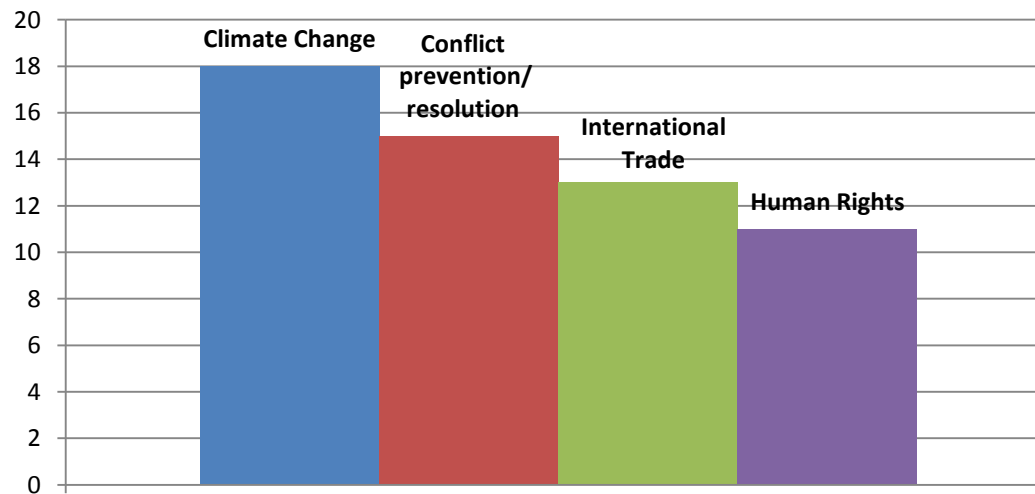 20
18
16
14
12
10
8
6
4
2
0
Climate Change
Conflict
prevention/
resolution
International
Trade
Human Rights